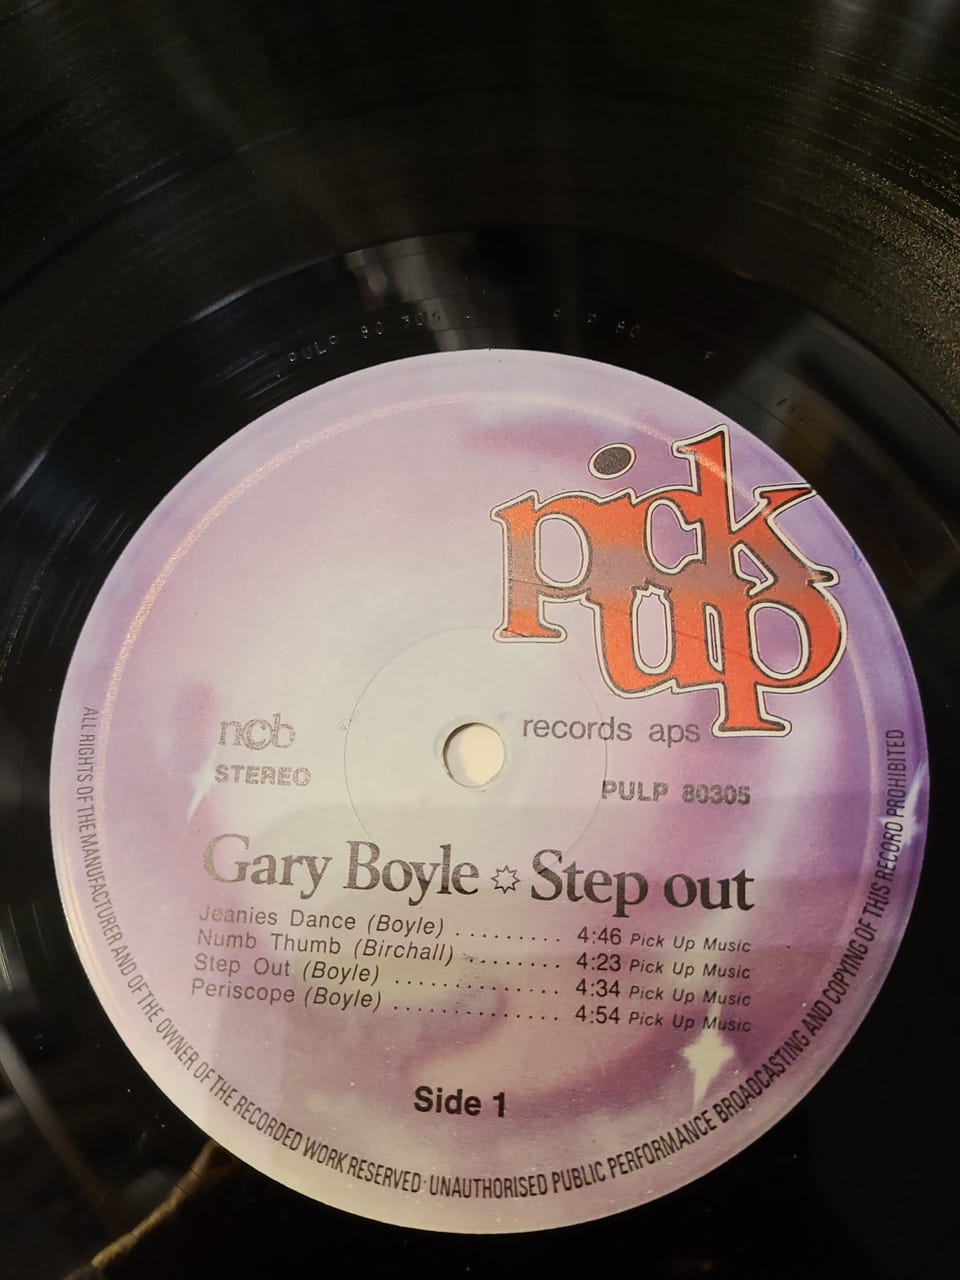 PULP 80 305
pick
up
records aps
ncb
STEREO
PULP 80305
Gary Boyle Step out
Jeanies Dance (Boyle) ......... 4:46 Pick Up Music
Numb Thumb (Birchall) ........ 4:23 Pick Up Music
Step Out (Boyle) .............. 4:34 Pick Up Music
Periscope (Boyle) .............. 4:54 Pick Up Music
Side 1
ALL RIGHTS OF THE MANUFACTURER AND OF THE OWNER OF THE RECORDED WORK RESERVED · UNAUTHORISED PUBLIC PERFORMANCE BROADCASTING AND COPYING OF THIS RECORD PROHIBITED